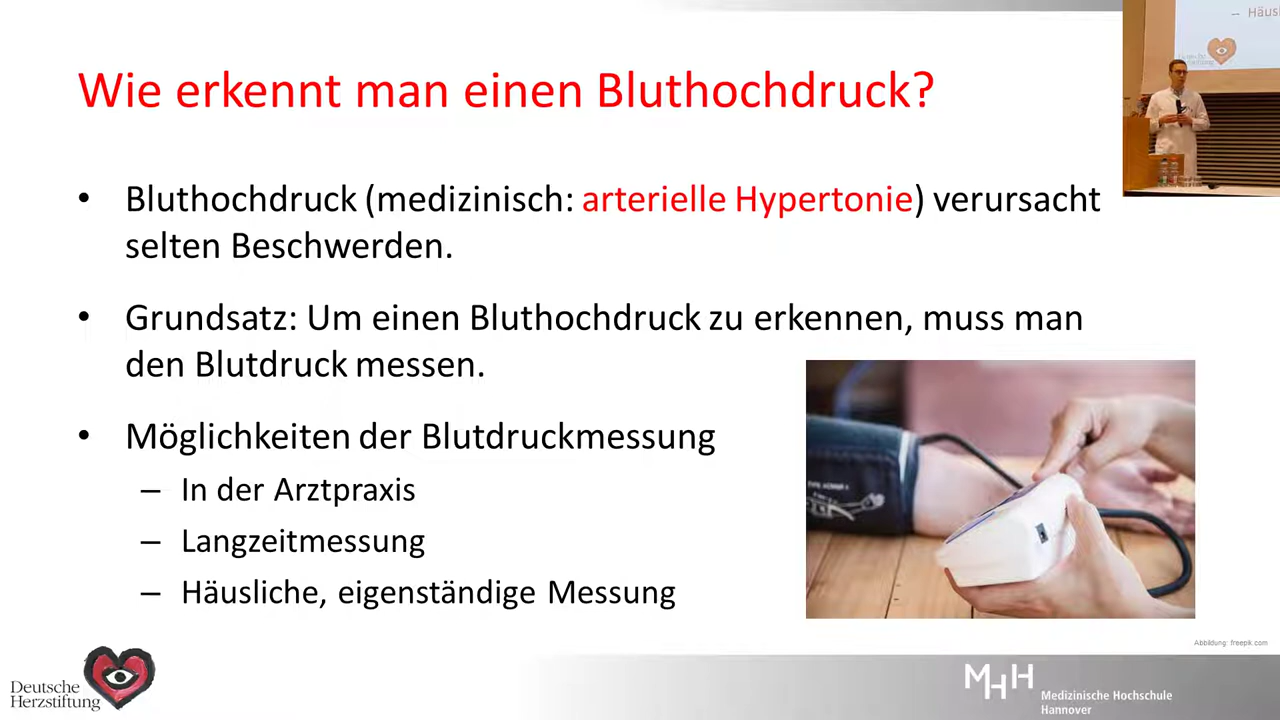 Wie erkennt man einen Bluthochdruck?
• Bluthochdruck (medizinisch: arterielle Hypertonie) verursacht
selten Beschwerden.
• Grundsatz: Um einen Bluthochdruck zu erkennen, muss man
den Blutdruck messen.
• Möglichkeiten der Blutdruckmessung
– In der Arztpraxis
– Langzeitmessung
– Häusliche, eigenständige Messung
Abbildung: freepik.com
Deutsche
Herzstiftung
MHH
Medizinische Hochschule
Hannover